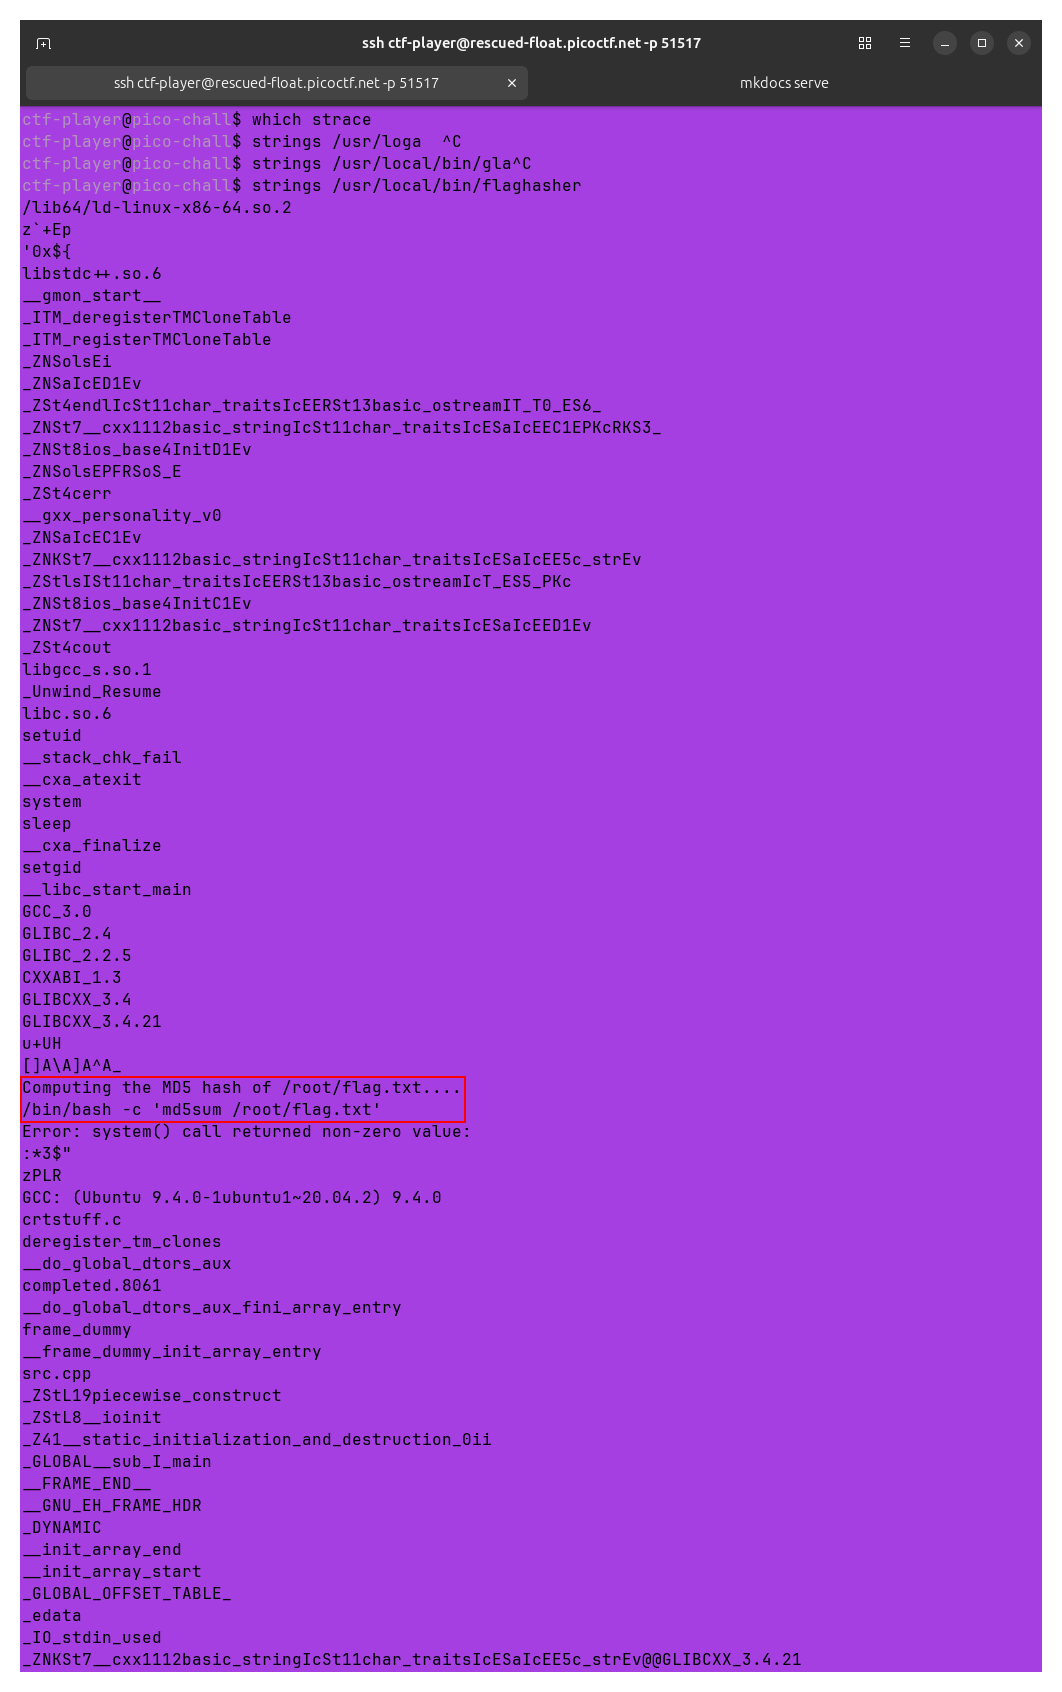 ssh ctf-player@rescued-float.picoctf.net -p 51517
ssh ctf-player@rescued-float.picoctf.net -p 51517
mkdocs serve
ctf-player@pico-chall$ which strace
ctf-player@pico-chall$ strings /usr/loga  ^C
ctf-player@pico-chall$ strings /usr/local/bin/gla^C
ctf-player@pico-chall$ strings /usr/local/bin/flaghasher
/lib64/ld-linux-x86-64.so.2
z`+Ep
'0x${
libstdc++.so.6
__gmon_start__
_ITM_deregisterTMCloneTable
_ITM_registerTMCloneTable
_ZNSolsEi
_ZNSaIcED1Ev
_ZSt4endlIcSt11char_traitsIcEERSt13basic_ostreamIT_T0_ES6_
_ZNSt7__cxx1112basic_stringIcSt11char_traitsIcESaIcEEC1EPKcRKS3_
_ZNSt8ios_base4InitD1Ev
_ZNSolsEPFRSoS_E
_ZSt4cerr
__gxx_personality_v0
_ZNSaIcEC1Ev
_ZNKSt7__cxx1112basic_stringIcSt11char_traitsIcESaIcEE5c_strEv
_ZStlsISt11char_traitsIcEERSt13basic_ostreamIcT_ES5_PKc
_ZNSt8ios_base4InitC1Ev
_ZNSt7__cxx1112basic_stringIcSt11char_traitsIcESaIcEED1Ev
_ZSt4cout
libgcc_s.so.1
_Unwind_Resume
libc.so.6
setuid
__stack_chk_fail
__cxa_atexit
system
sleep
__cxa_finalize
setgid
__libc_start_main
GCC_3.0
GLIBC_2.4
GLIBC_2.2.5
CXXABI_1.3
GLIBCXX_3.4
GLIBCXX_3.4.21
u+UH
[]A\A]A^A_
Computing the MD5 hash of /root/flag.txt....
/bin/bash -c 'md5sum /root/flag.txt'
Error: system() call returned non-zero value:
:*3$"
zPLR
GCC: (Ubuntu 9.4.0-1ubuntu1~20.04.2) 9.4.0
crtstuff.c
deregister_tm_clones
__do_global_dtors_aux
completed.8061
__do_global_dtors_aux_fini_array_entry
frame_dummy
__frame_dummy_init_array_entry
src.cpp
_ZStL19piecewise_construct
_ZStL8__ioinit
_Z41__static_initialization_and_destruction_0ii
_GLOBAL__sub_I_main
__FRAME_END__
__GNU_EH_FRAME_HDR
_DYNAMIC
__init_array_end
__init_array_start
_GLOBAL_OFFSET_TABLE_
_edata
_IO_stdin_used
_ZNKSt7__cxx1112basic_stringIcSt11char_traitsIcESaIcEE5c_strEv@@GLIBCXX_3.4.21